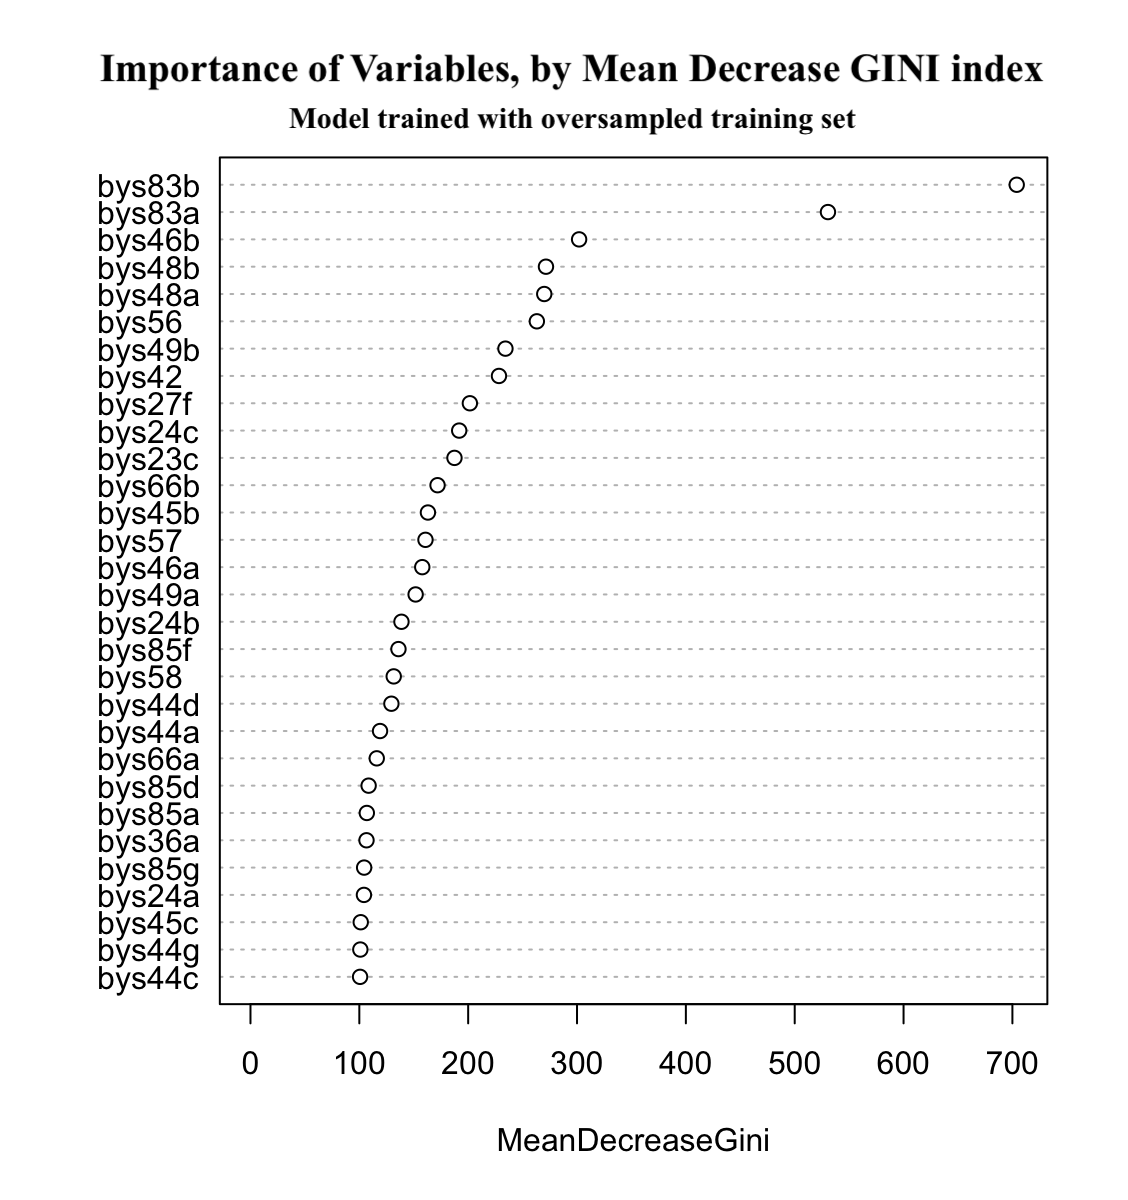 Importance of Variables, by Mean Decrease GINI index
Model trained with oversampled training set
bys83b
bys83a
bys46b
bys48b
bys48a
bys56
bys49b
bys42
bys27f
bys24c
bys23c
bys66b
bys45b
bys57
bys46a
bys49a
bys24b
bys85f
bys58
bys44d
bys44a
bys66a
bys85d
bys85a
bys36a
bys85g
bys24a
bys45c
bys44g
bys44c
0 100 200 300 400 500 600 700
MeanDecreaseGini